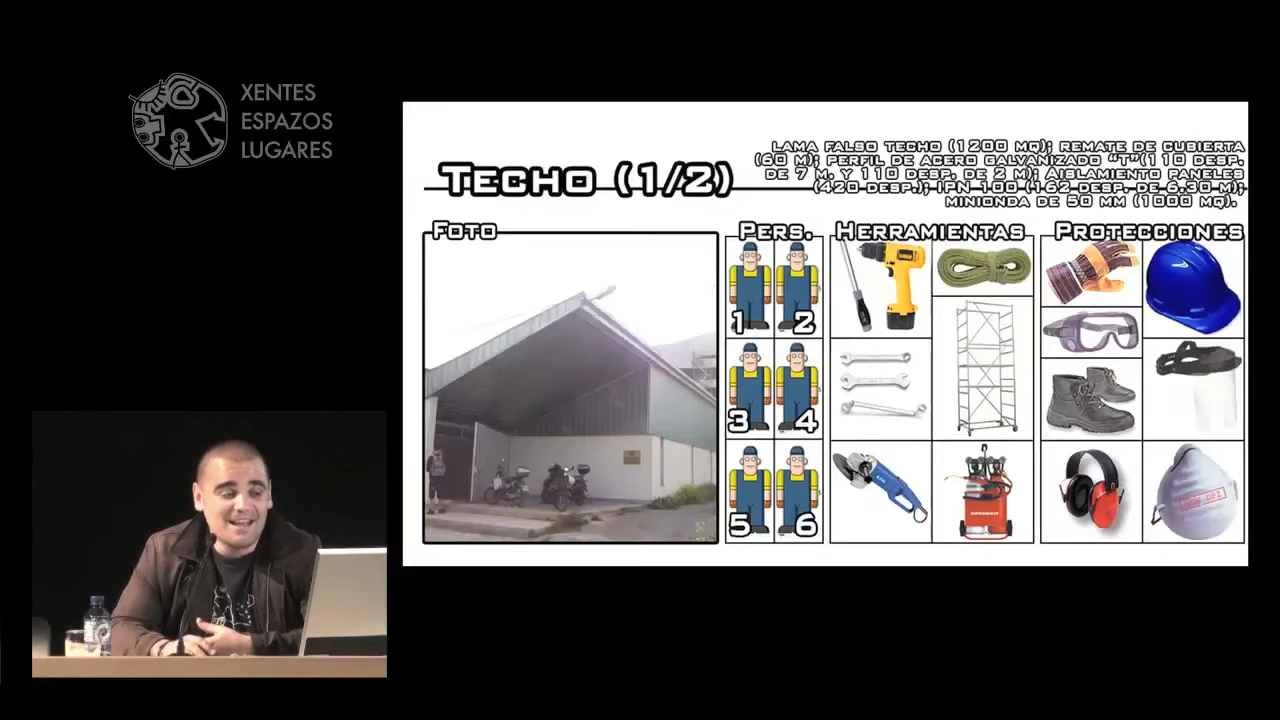 XENTES
ESPAZOS
LUGARES
TECHO (1/2)
LAMA FALSO TECHO (1200 MQ); REMATE DE CUBIERTA
(60 M); PERFIL DE ACERO GALVANIZADO "T"(110 DESP.
DE 7 M. Y 110 DESP. DE 2 M); AISLAMIENTO PANELES
(420 DESP.); IPN 100 (162 DESP. DE 6.30 M);
MINIONDA DE 50 MM (1000 MQ).
FOTO
PERS.
HERRAMIENTAS
PROTECCIONES
1 2
3 4
5 6